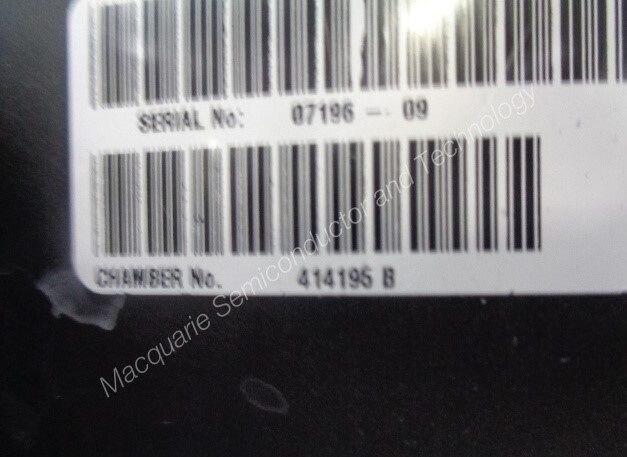 SERIAL No: 07196 - 09
CHAMBER No. 414195 B
Macquarie Semiconductor and Technology